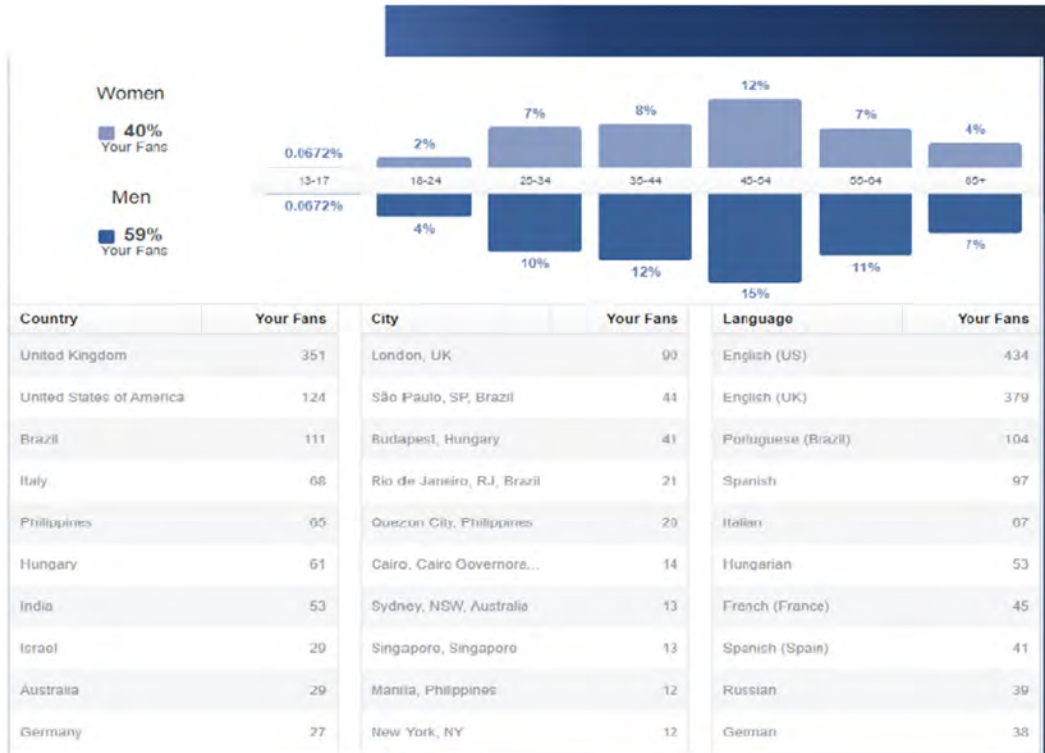 Women
40%
Your Fans
Men
59%
Your Fans
0.0672% 2% 7% 8% 12% 7% 4%
13-17 18-24 25-34 35-44 45-54 55-64 65+
0.0672% 4% 10% 12% 15% 11% 7%
Country Your Fans City Your Fans Language Your Fans
United Kingdom 351 London, UK 90 English (US) 434
United States of America 124 São Paulo, SP, Brazil 44 English (UK) 379
Brazil 111 Budapest, Hungary 41 Portuguese (Brazil) 104
Italy 68 Rio de Janeiro, RJ, Brazil 21 Spanish 97
Philippines 65 Quezon City, Philippines 20 Italian 67
Hungary 61 Cairo, Cairo Governora... 14 Hungarian 53
India 53 Sydney, NSW, Australia 13 French (France) 45
Israel 29 Singapore, Singapore 13 Spanish (Spain) 41
Australia 29 Manila, Philippines 12 Russian 39
Germany 27 New York, NY 12 German 38